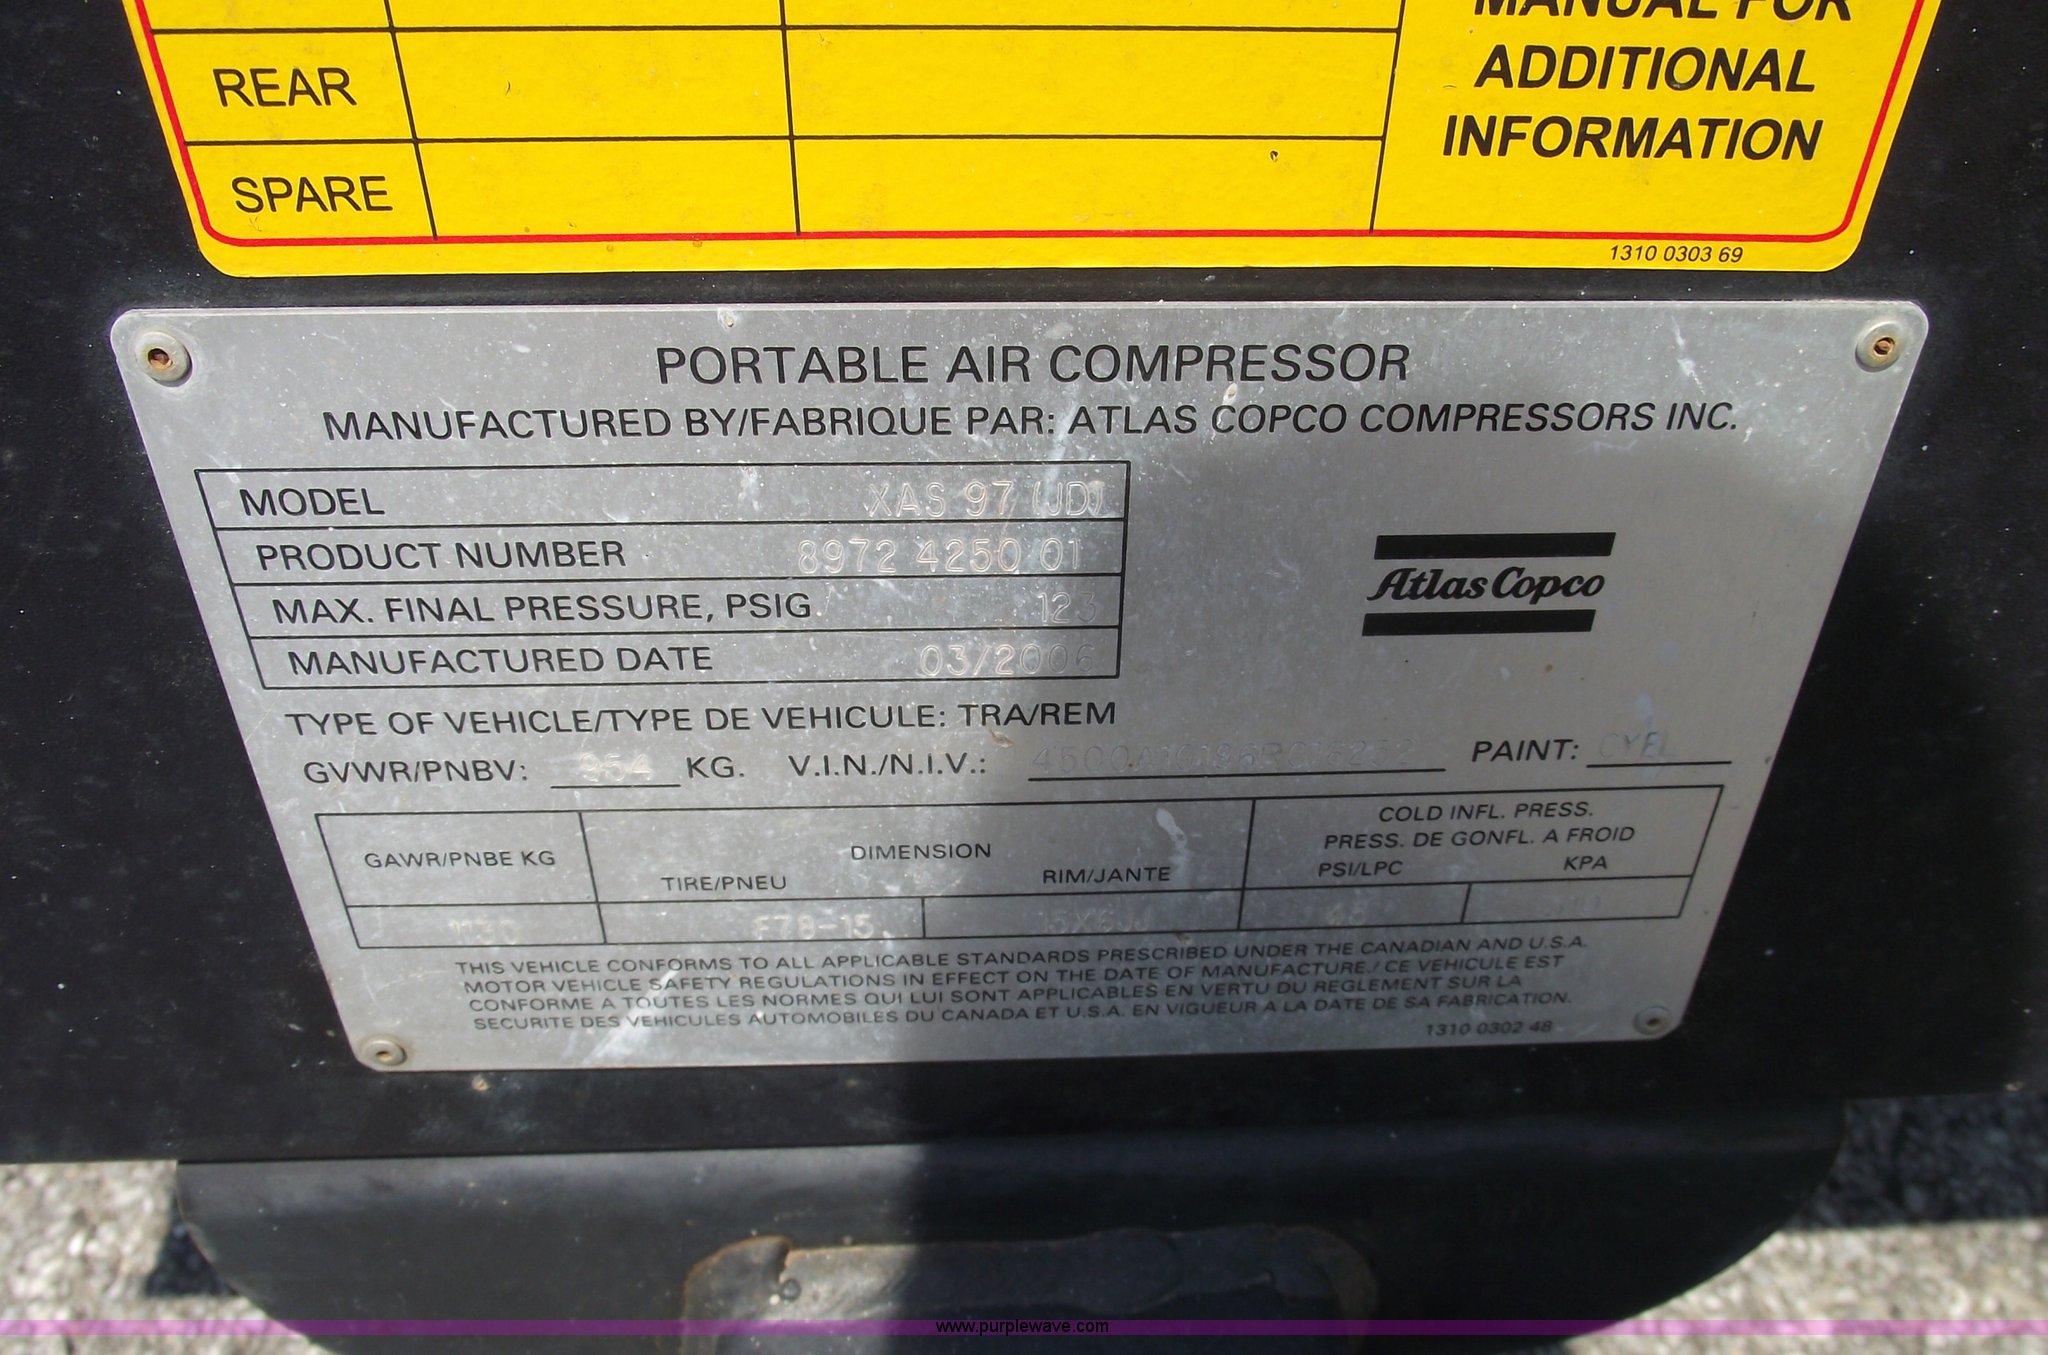 MANUAL FOR
ADDITIONAL
INFORMATION
REAR
SPARE
1310 0303 69
PORTABLE AIR COMPRESSOR
MANUFACTURED BY/FABRIQUE PAR: ATLAS COPCO COMPRESSORS INC.
MODEL XAS 97 (JD)
PRODUCT NUMBER 8972 4250 01
MAX. FINAL PRESSURE, PSIG 123
MANUFACTURED DATE 03/2006
Atlas Copco
TYPE OF VEHICLE/TYPE DE VEHICULE: TRA/REM
GVWR/PNBV: 954 KG. V.I.N./N.I.V.: PAINT:
GAWR/PNBE KG
DIMENSION
TIRE/PNEU RIM/JANTE
COLD INFL. PRESS.
PRESS. DE GONFL. A FROID
PSI/LPC KPA
1130 F78-15
THIS VEHICLE CONFORMS TO ALL APPLICABLE STANDARDS PRESCRIBED UNDER THE CANADIAN AND U.S.A.
MOTOR VEHICLE SAFETY REGULATIONS IN EFFECT ON THE DATE OF MANUFACTURE./ CE VEHICULE EST
CONFORME A TOUTES LES NORMES QUI LUI SONT APPLICABLES EN VERTU DU REGLEMENT SUR LA
SECURITE DES VEHICULES AUTOMOBILES DU CANADA ET U.S.A. EN VIGUEUR A LA DATE DE SA FABRICATION.
1310 0302 48
www.purplewave.com